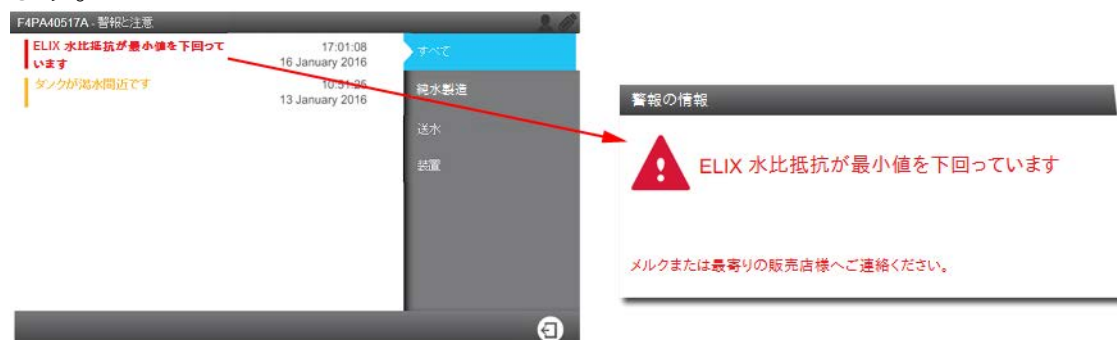 F4PA40517A - 警報と注意
ELIX 水比抵抗が最小値を下回って
います
17:01:08
16 January 2016
タンクが渇水間近です
10:51:25
13 January 2016
すべて
純水製造
送水
装置
警報の情報
ELIX 水比抵抗が最小値を下回っています
メルクまたは最寄りの販売店様へご連絡ください。